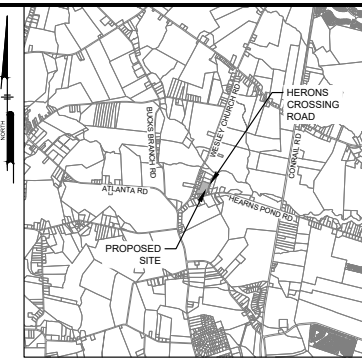 HERONS
CROSSING
ROAD
WESLEY CHURCH RD
BUCKS BRANCH RD
CONRAIL RD
ATLANTA RD
HEARNS POND RD
PROPOSED
SITE
NORTH